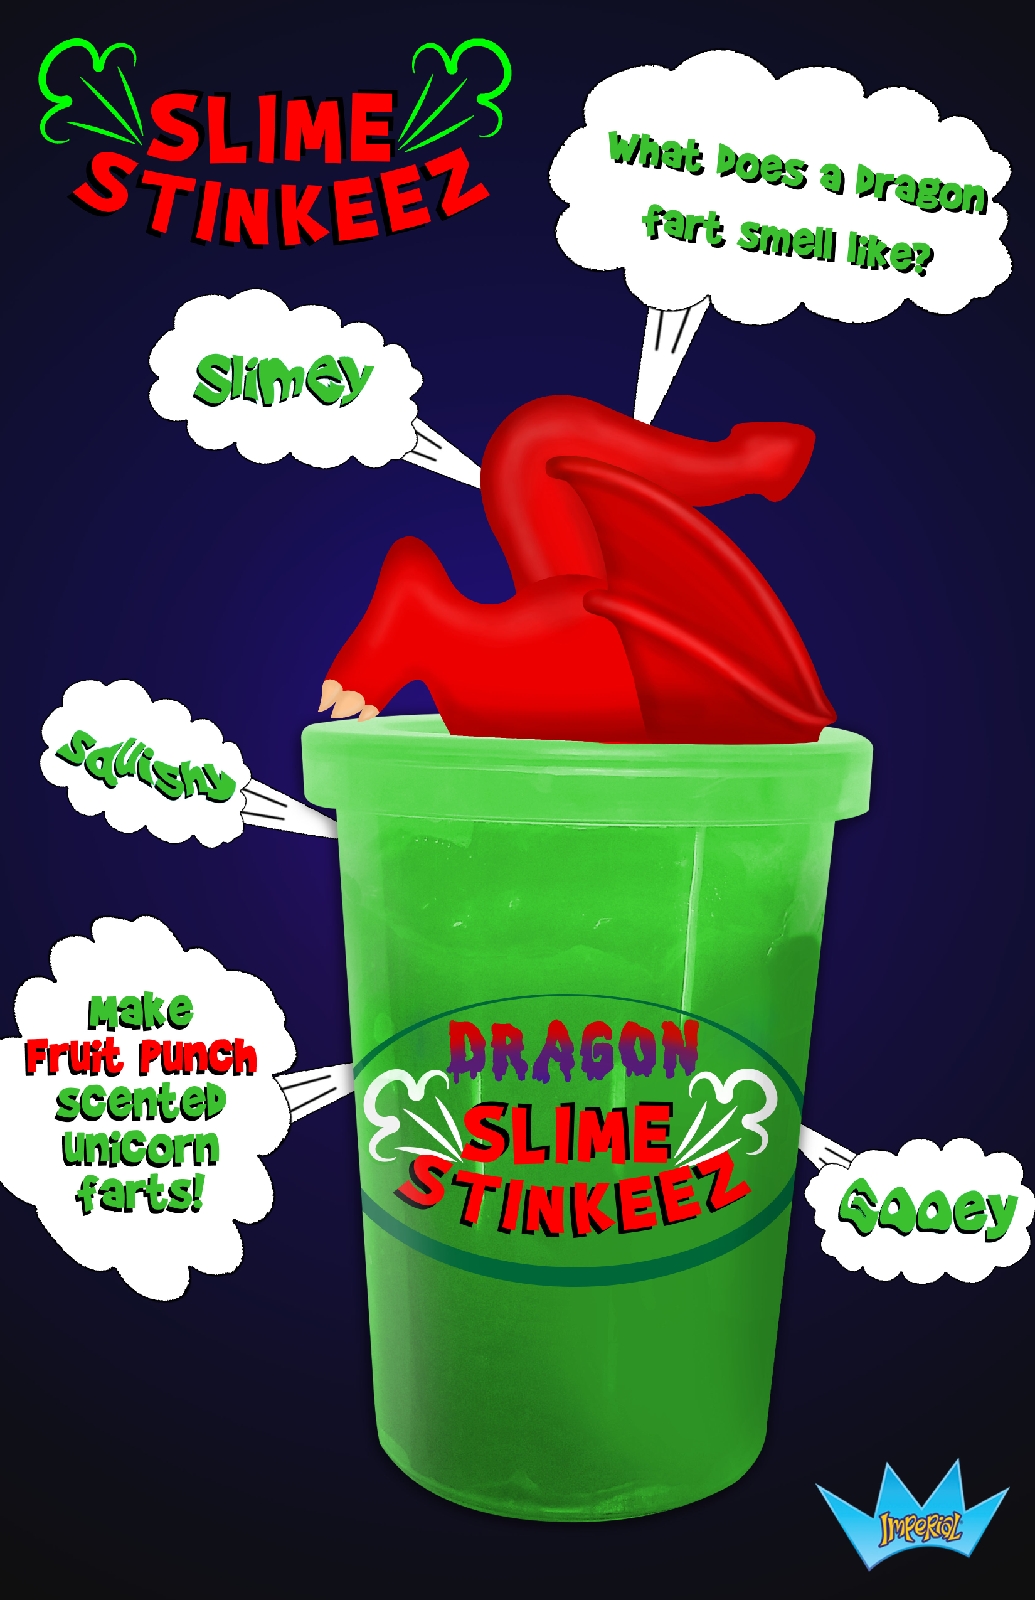 SLIME
STINKEEZ
What Does a Dragon
fart smell like?
Slimey
Squishy
Make
Fruit Punch
scented
unicorn
farts!
DRAGON
SLIME
STINKEEZ
Gooey
IMPERIAL